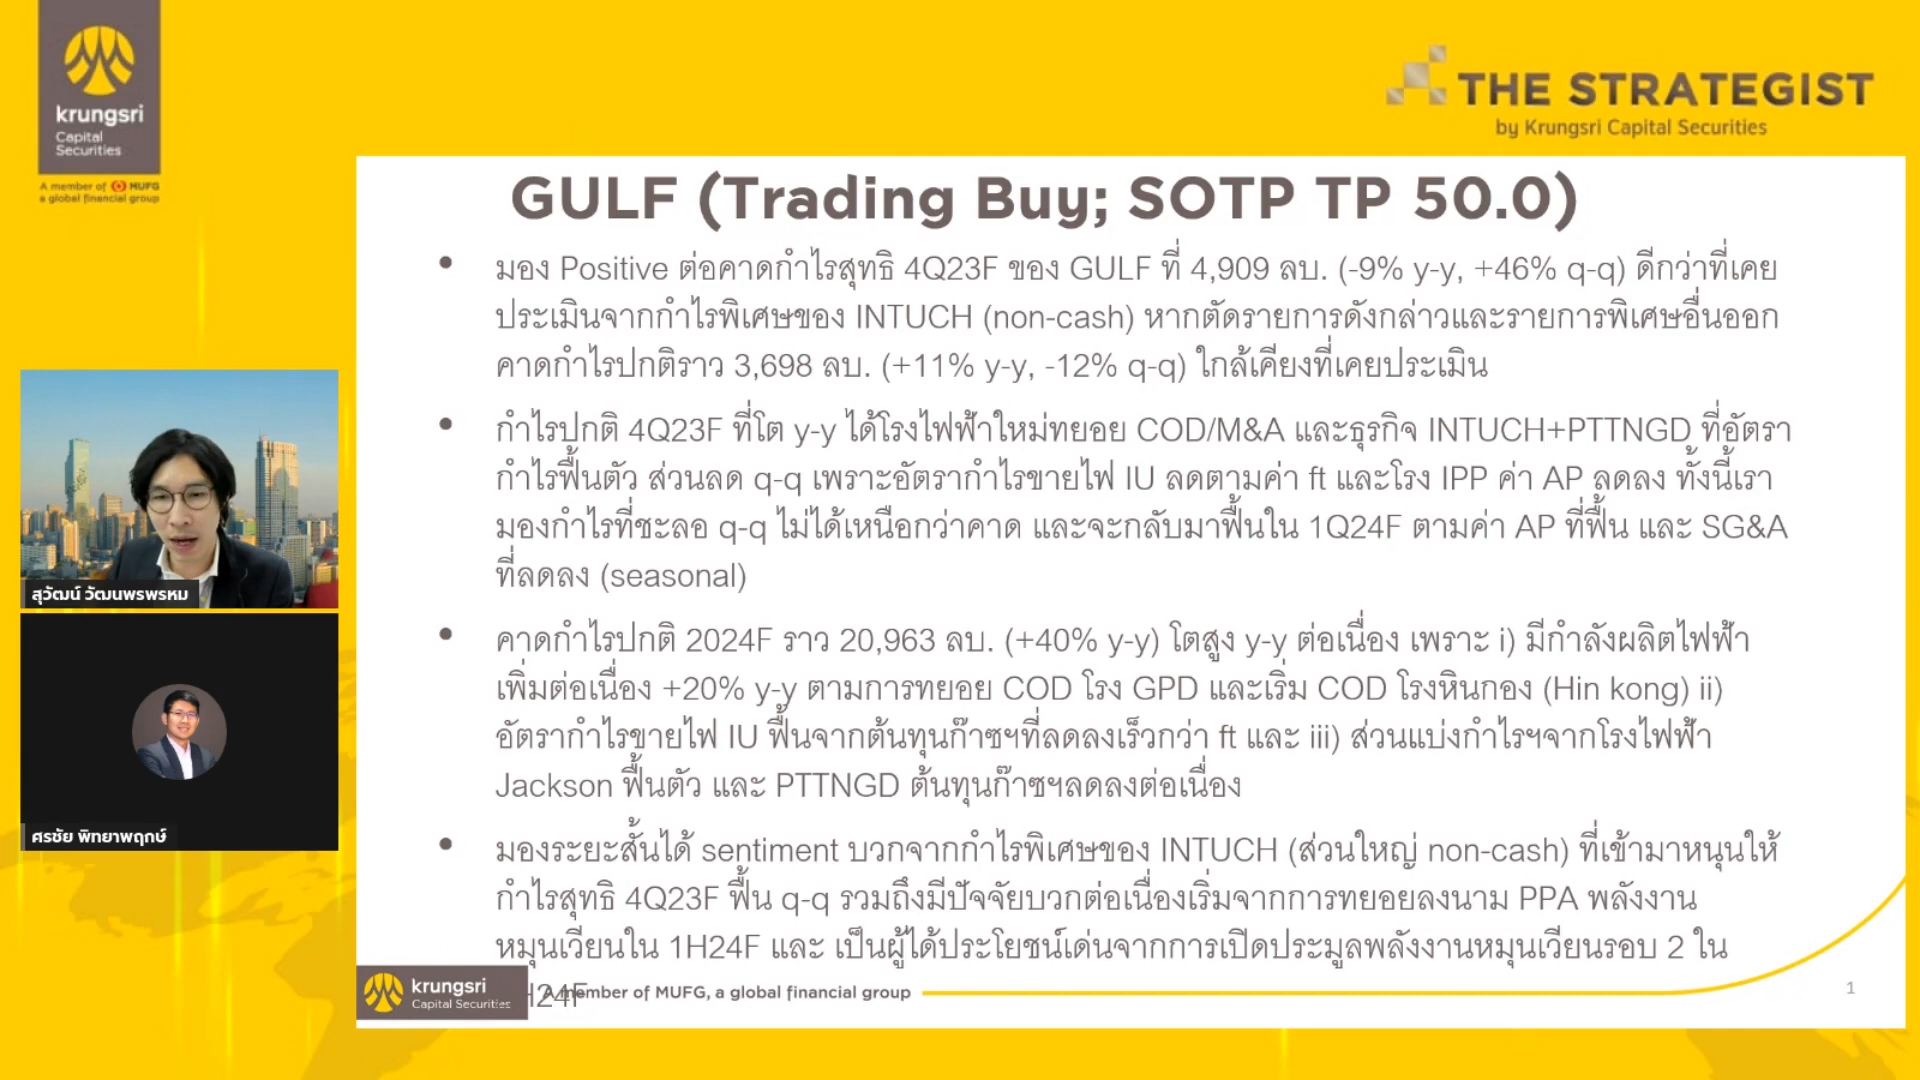 krungsri
Capital
Securities
A member of MUFG
a global financial group
THE STRATEGIST
by Krungsri Capital Securities
GULF (Trading Buy; SOTP TP 50.0)
• มอง Positive ต่อคาดกำไรสุทธิ 4Q23F ของ GULF ที่ 4,909 ลบ. (-9% y-y, +46% q-q) ดีกว่าที่เคย
ประเมินจากกำไรพิเศษของ INTUCH (non-cash) หากตัดรายการดังกล่าวและรายการพิเศษอื่นออก
คาดกำไรปกติราว 3,698 ลบ. (+11% y-y, -12% q-q) ใกล้เคียงที่เคยประเมิน
• กำไรปกติ 4Q23F ที่โต y-y ได้โรงไฟฟ้าใหม่ทยอย COD/M&A และธุรกิจ INTUCH+PTTNGD ที่อัตรา
กำไรฟื้นตัว ส่วนลด q-q เพราะอัตรากำไรขายไฟ IU ลดตามค่า ft และโรง IPP ค่า AP ลดลง ทั้งนี้เรา
มองกำไรที่ชะลอ q-q ไม่ได้เหนือกว่าคาด และจะกลับมาฟื้นใน 1Q24F ตามค่า AP ที่ฟื้น และ SG&A
ที่ลดลง (seasonal)
• คาดกำไรปกติ 2024F ราว 20,963 ลบ. (+40% y-y) โตสูง y-y ต่อเนื่อง เพราะ i) มีกำลังผลิตไฟฟ้า
เพิ่มต่อเนื่อง +20% y-y ตามการทยอย COD โรง GPD และเริ่ม COD โรงหินกอง (Hin kong) ii)
อัตรากำไรขายไฟ IU ฟื้นจากต้นทุนก๊าซฯที่ลดลงเร็วกว่า ft และ iii) ส่วนแบ่งกำไรฯจากโรงไฟฟ้า
Jackson ฟื้นตัว และ PTTNGD ต้นทุนก๊าซฯลดลงต่อเนื่อง
• มองระยะสั้นได้ sentiment บวกจากกำไรพิเศษของ INTUCH (ส่วนใหญ่ non-cash) ที่เข้ามาหนุนให้
กำไรสุทธิ 4Q23F ฟื้น q-q รวมถึงมีปัจจัยบวกต่อเนื่องเริ่มจากการทยอยลงนาม PPA พลังงาน
หมุนเวียนใน 1H24F และ เป็นผู้ได้ประโยชน์เด่นจากการเปิดประมูลพลังงานหมุนเวียนรอบ 2 ใน
H24F
krungsri
Capital Securities
A member of MUFG, a global financial group
1
สุวัฒน์ วัฒนพรพรหม
ศรชัย พิทยาพฤกษ์